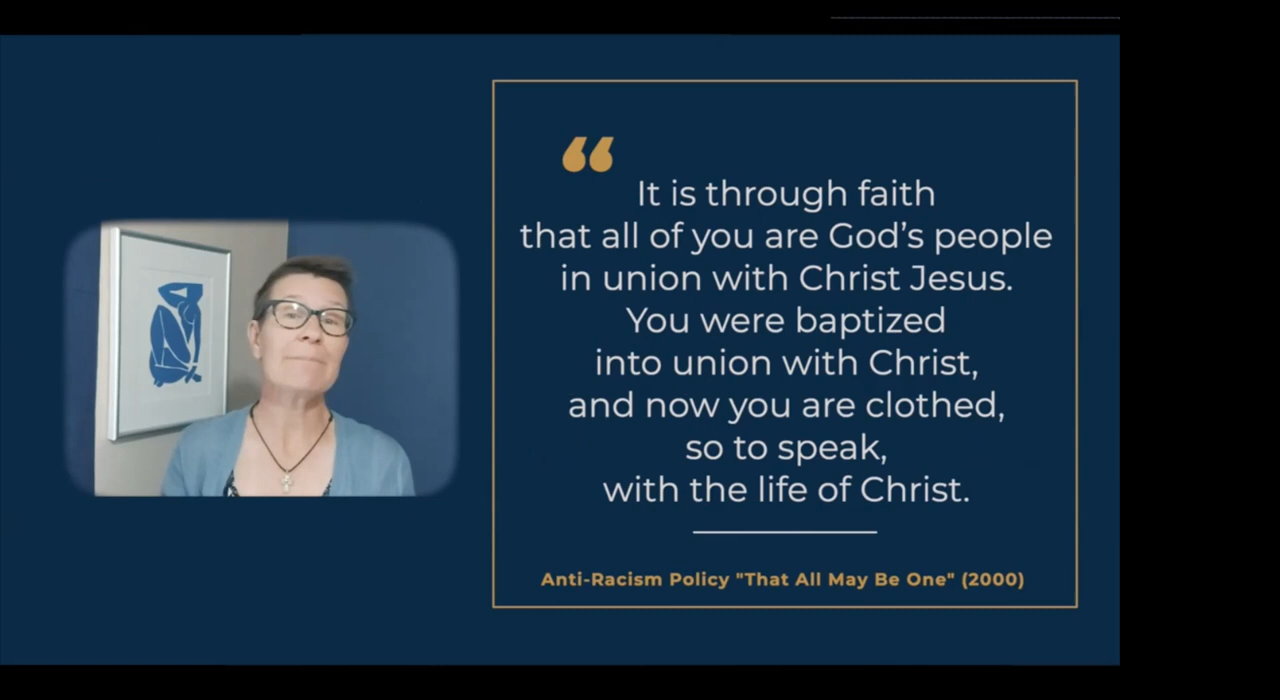 “
It is through faith
that all of you are God’s people
in union with Christ Jesus.
You were baptized
into union with Christ,
and now you are clothed,
so to speak,
with the life of Christ.
Anti-Racism Policy "That All May Be One" (2000)